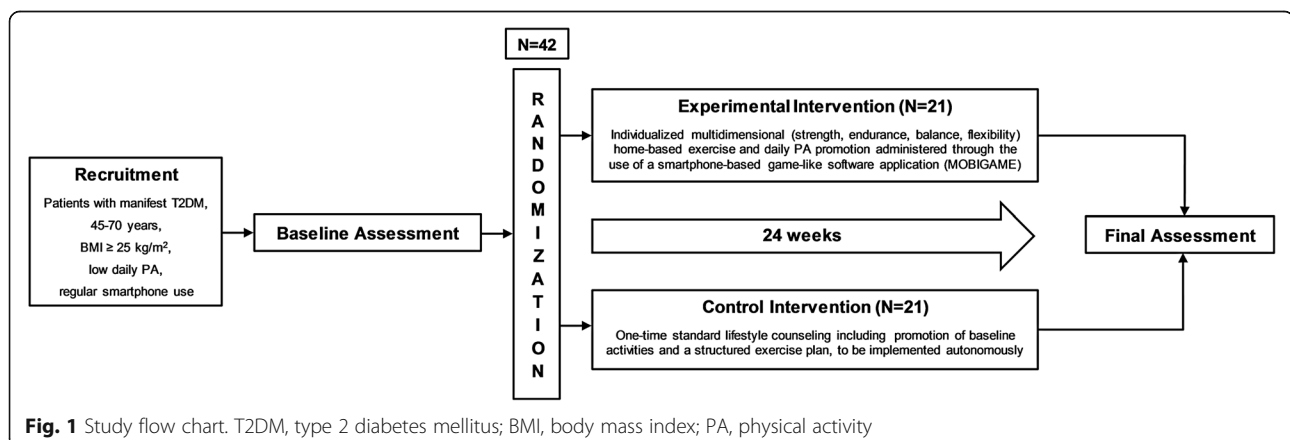 N=42
Recruitment
Patients with manifest T2DM,
45-70 years,
BMI ≥ 25 kg/m²,
low daily PA,
regular smartphone use
Baseline Assessment
R
A
N
D
O
M
I
Z
A
T
I
O
N
Experimental Intervention (N=21)
Individualized multidimensional (strength, endurance, balance, flexibility)
home-based exercise and daily PA promotion administered through the
use of a smartphone-based game-like software application (MOBIGAME)
24 weeks
Control Intervention (N=21)
One-time standard lifestyle counseling including promotion of baseline
activities and a structured exercise plan, to be implemented autonomously
Final Assessment
Fig. 1 Study flow chart. T2DM, type 2 diabetes mellitus; BMI, body mass index; PA, physical activity